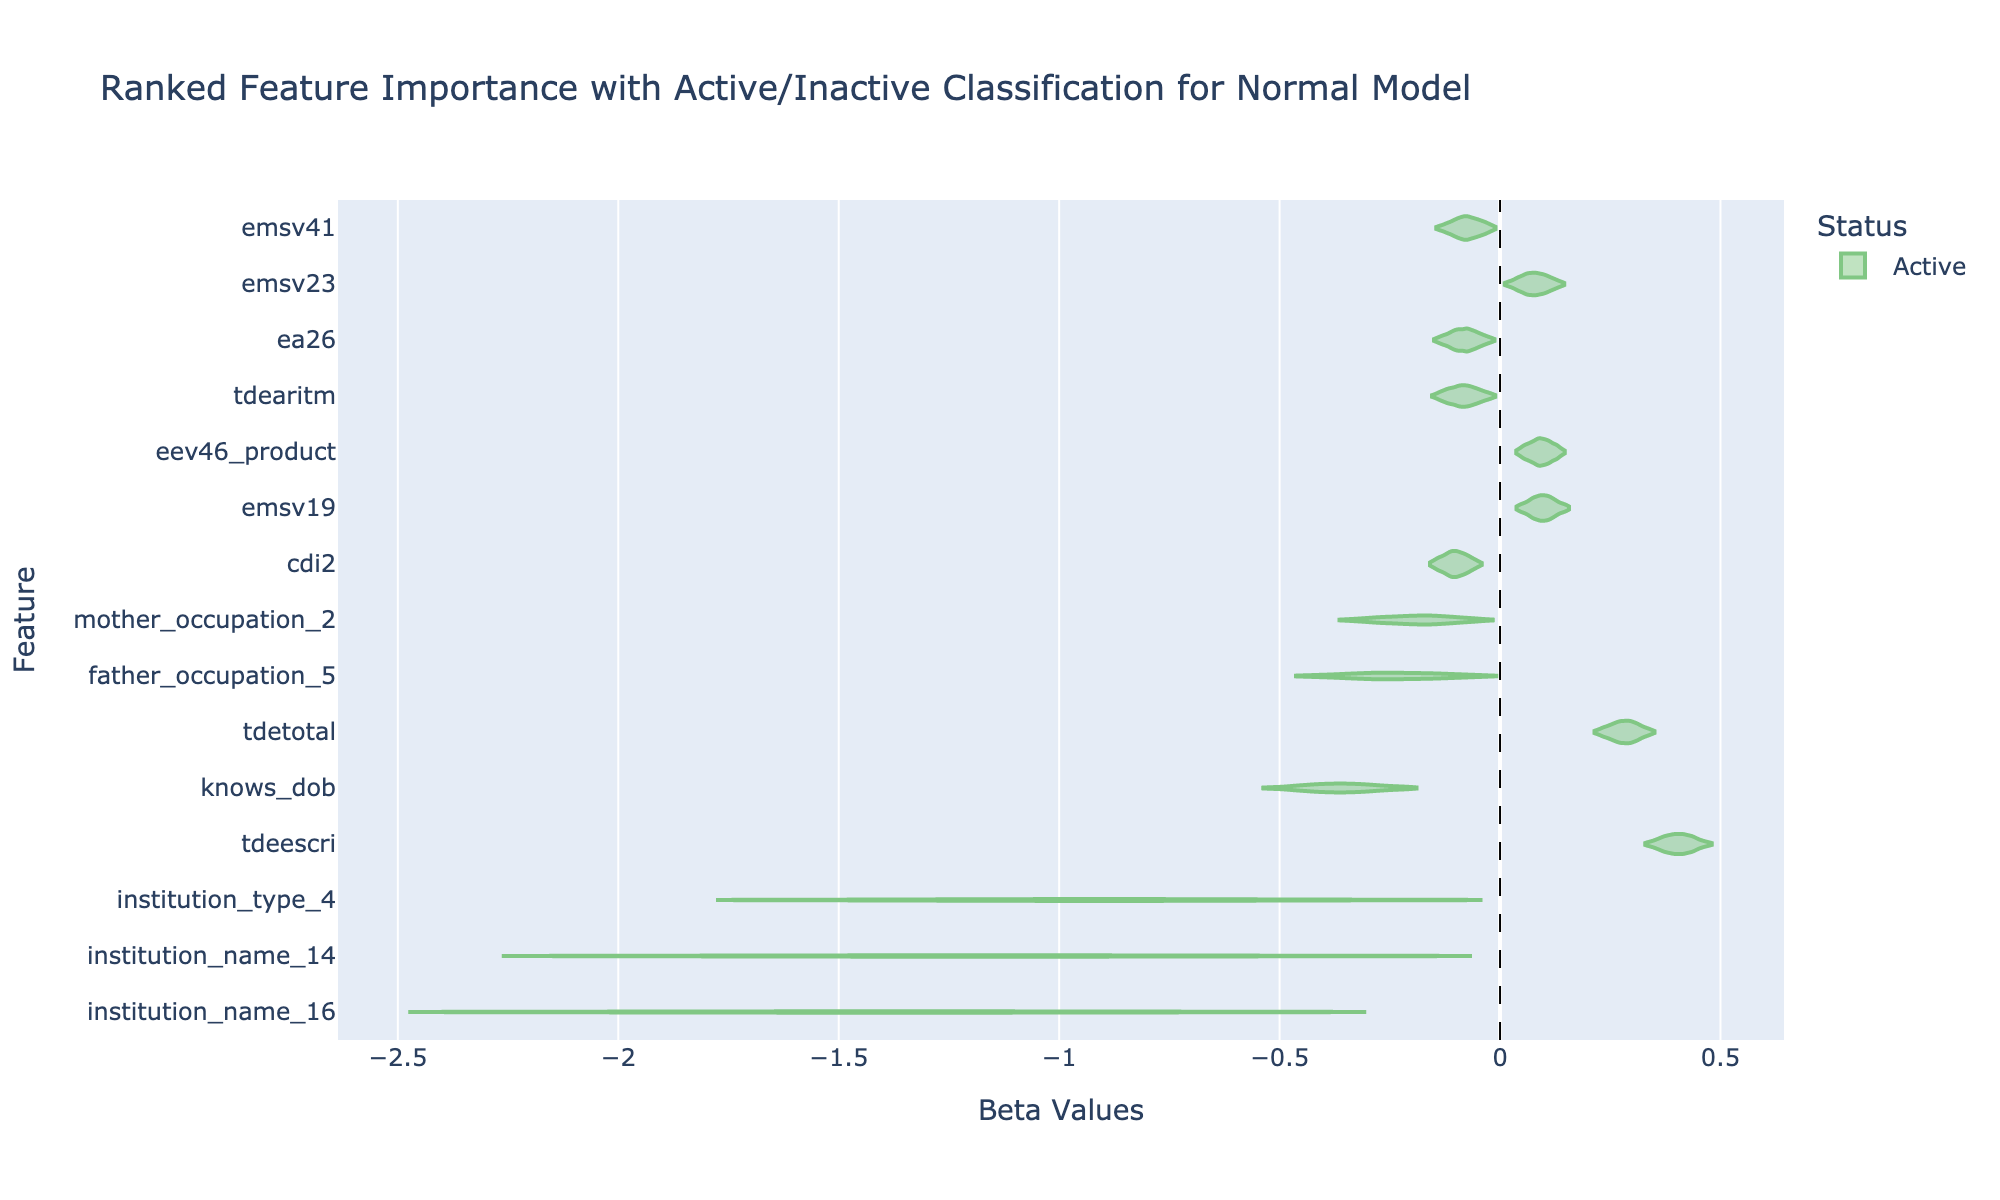 Ranked Feature Importance with Active/Inactive Classification for Normal Model
Status
Active
Feature
emsv41
emsv23
ea26
tdearitm
eev46_product
emsv19
cdi2
mother_occupation_2
father_occupation_5
tdetotal
knows_dob
tdeescri
institution_type_4
institution_name_14
institution_name_16
−2.5 −2 −1.5 −1 −0.5 0 0.5
Beta Values